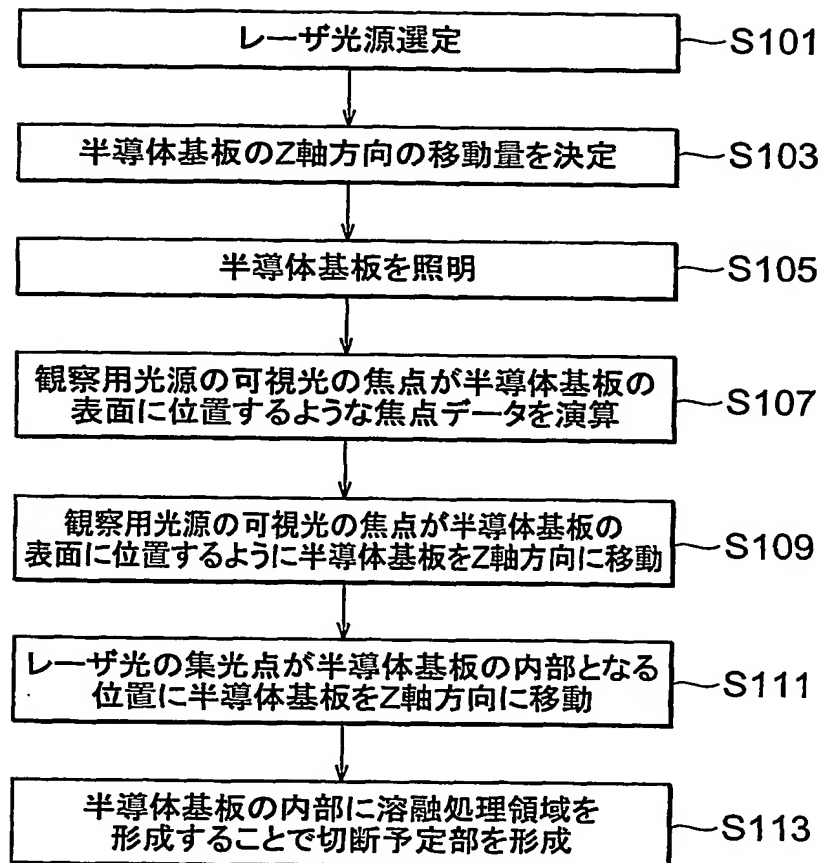 レーザ光源選定
S101
半導体基板のZ軸方向の移動量を決定
S103
半導体基板を照明
S105
観察用光源の可視光の焦点が半導体基板の
表面に位置するような焦点データを演算
S107
観察用光源の可視光の焦点が半導体基板の
表面に位置するように半導体基板をZ軸方向に移動
S109
レーザ光の集光点が半導体基板の内部となる
位置に半導体基板をZ軸方向に移動
S111
半導体基板の内部に溶融処理領域を
形成することで切断予定部を形成
S113